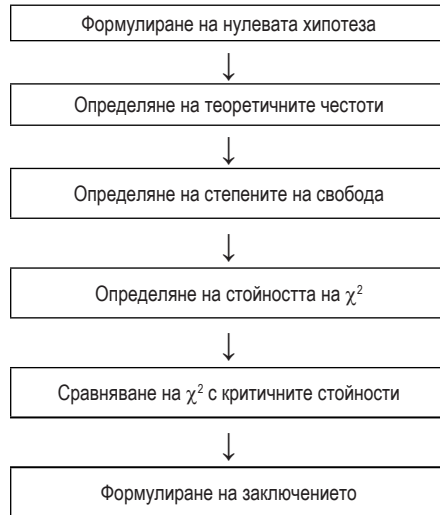 Формулиране на нулевата хипотеза
↓
Определяне на теоретичните честоти
↓
Определяне на степените на свобода
↓
Определяне на стойността на χ²
↓
Сравняване на χ² с критичните стойности
↓
Формулиране на заключението